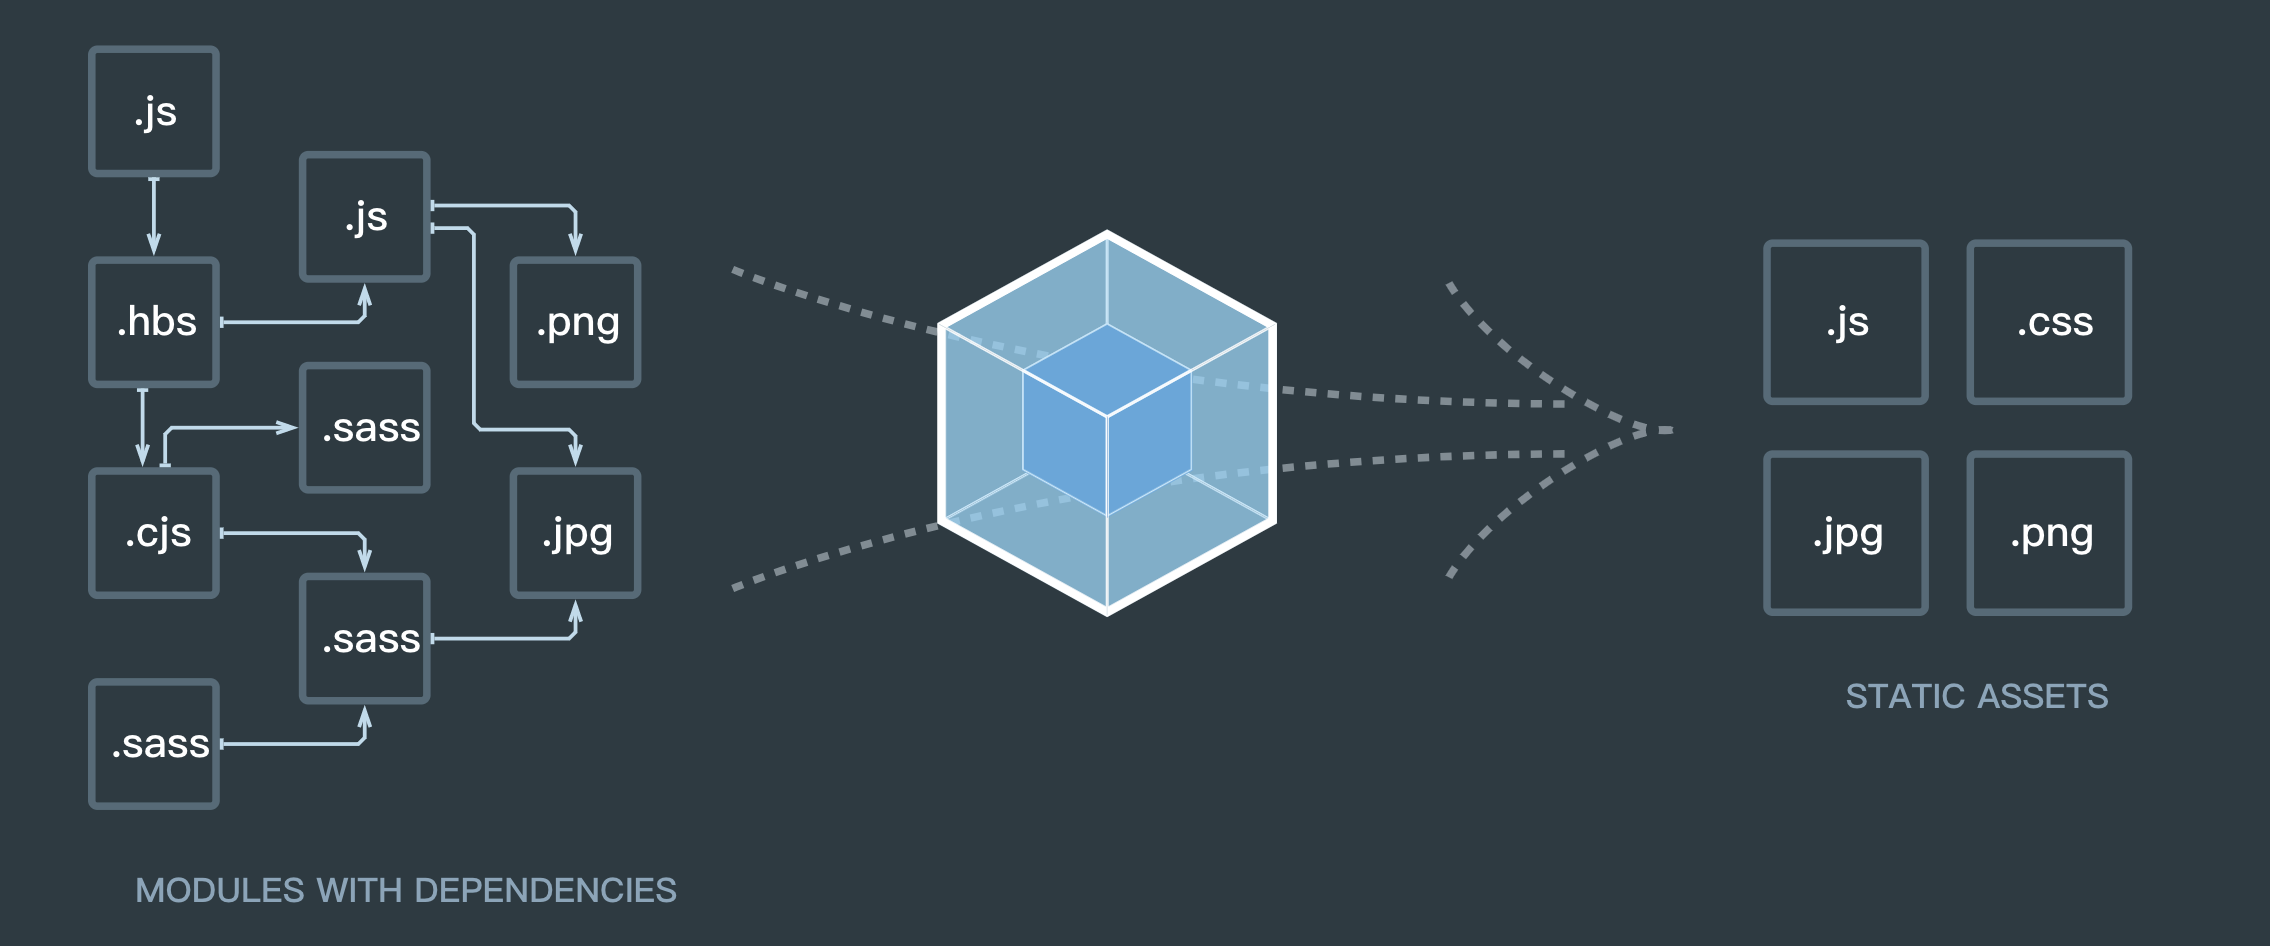 .js
.js
.hbs
.png
.sass
.cjs
.jpg
.sass
.sass
MODULES WITH DEPENDENCIES
.js
.css
.jpg
.png
STATIC ASSETS